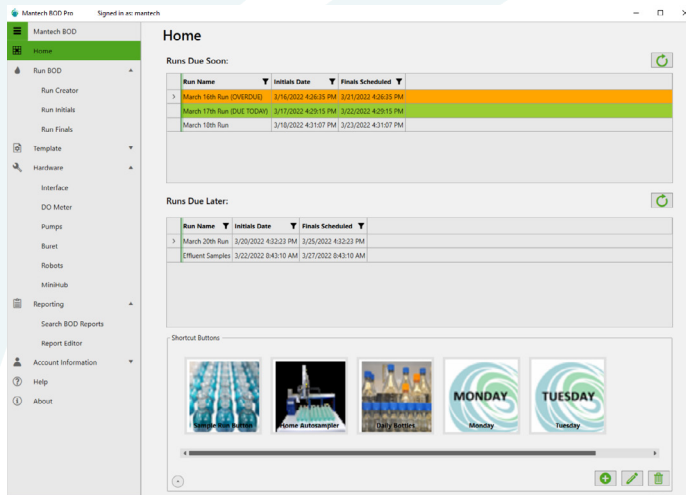 Mantech BOD Pro Signed in as: mantech
Mantech BOD
Home
Run BOD
Run Creator
Run Initials
Run Finals
Template
Hardware
Interface
DO Meter
Pumps
Buret
Robots
MiniHub
Reporting
Search BOD Reports
Report Editor
Account Information
Help
About
Home
Runs Due Soon:
Run Name Initials Date Finals Scheduled
March 16th Run (OVERDUE) 3/16/2022 4:26:35 PM 3/21/2022 4:26:35 PM
March 17th Run (DUE TODAY) 3/17/2022 4:29:15 PM 3/22/2022 4:29:15 PM
March 18th Run 3/18/2022 4:31:07 PM 3/23/2022 4:31:07 PM
Runs Due Later:
Run Name Initials Date Finals Scheduled
March 20th Run 3/20/2022 4:32:23 PM 3/25/2022 4:32:23 PM
Effluent Samples 3/22/2022 8:43:10 AM 3/27/2022 8:43:10 AM
Shortcut Buttons
Sample Run Button
Home Autosampler
Daily Bottles
MONDAY
Monday
TUESDAY
Tuesday